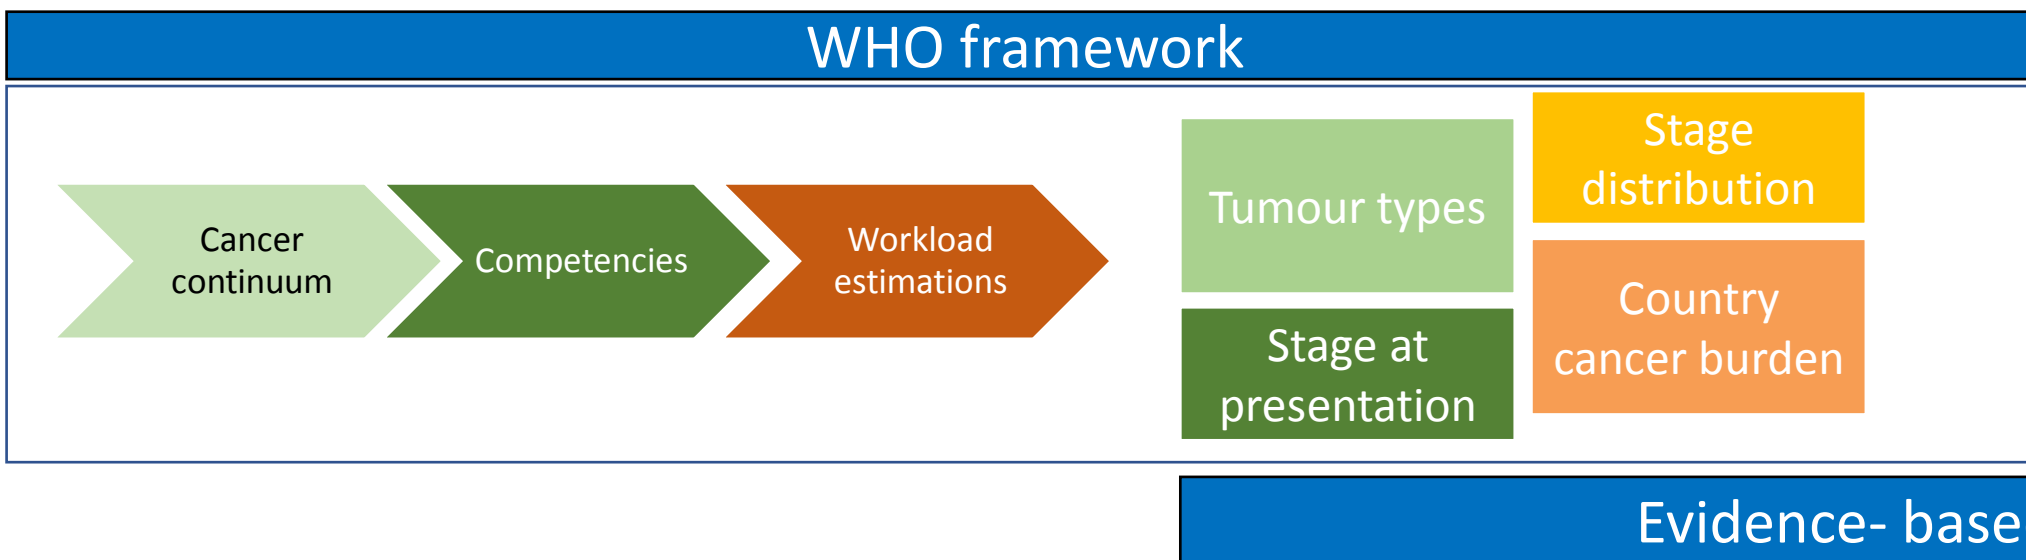 WHO framework
Cancer
continuum
Competencies
Workload
estimations
Tumour types
Stage at
presentation
Stage
distribution
Country
cancer burden
Evidence- base